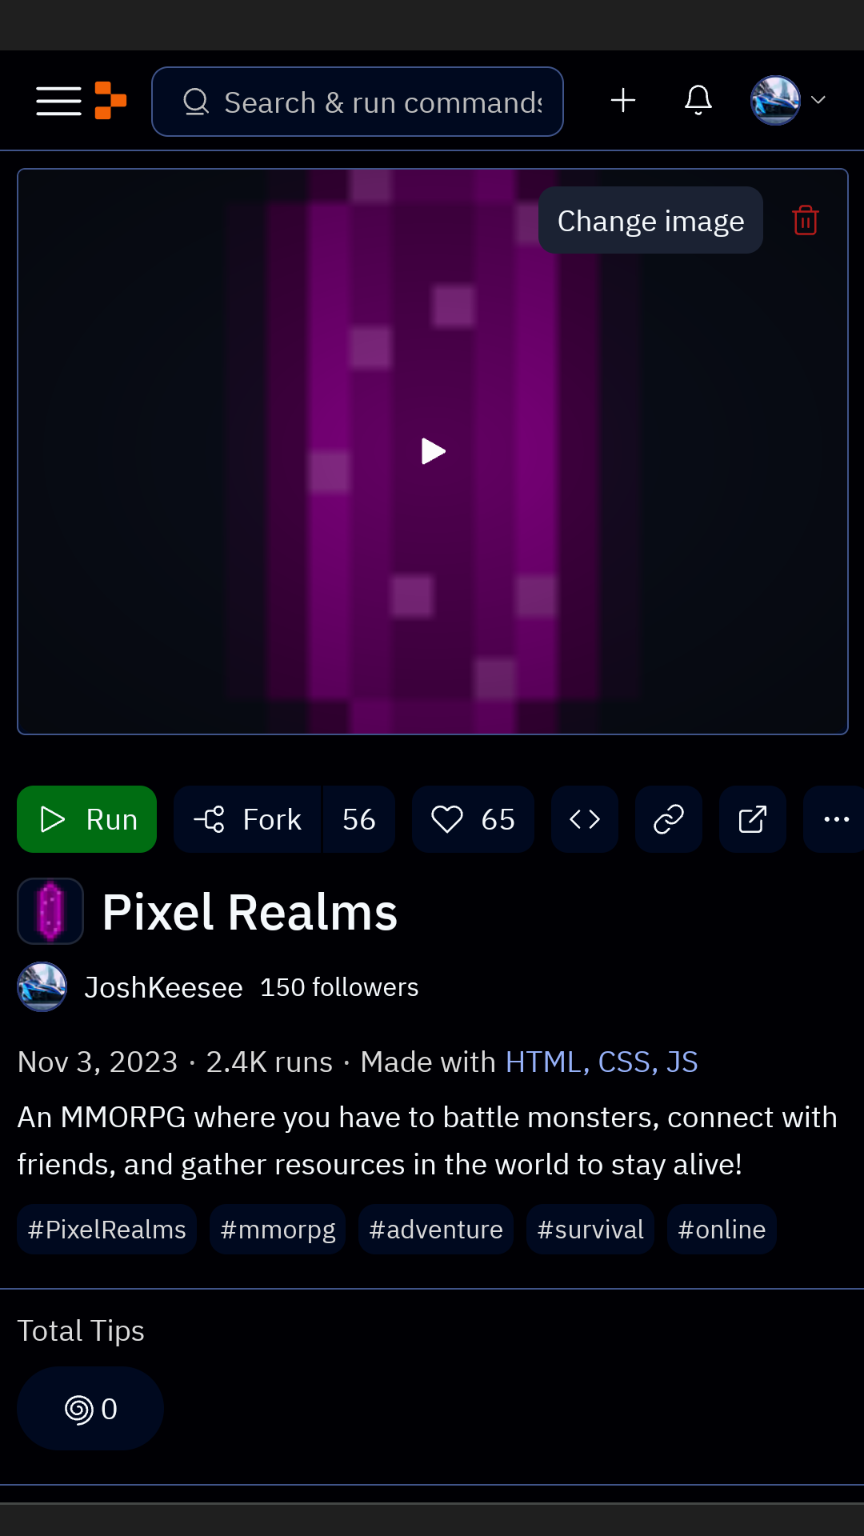 Search & run commands
Change image
Run
Fork
56
65
Pixel Realms
JoshKeesee 150 followers
Nov 3, 2023 · 2.4K runs · Made with HTML, CSS, JS
An MMORPG where you have to battle monsters, connect with
friends, and gather resources in the world to stay alive!
#PixelRealms #mmorpg #adventure #survival #online
Total Tips
0